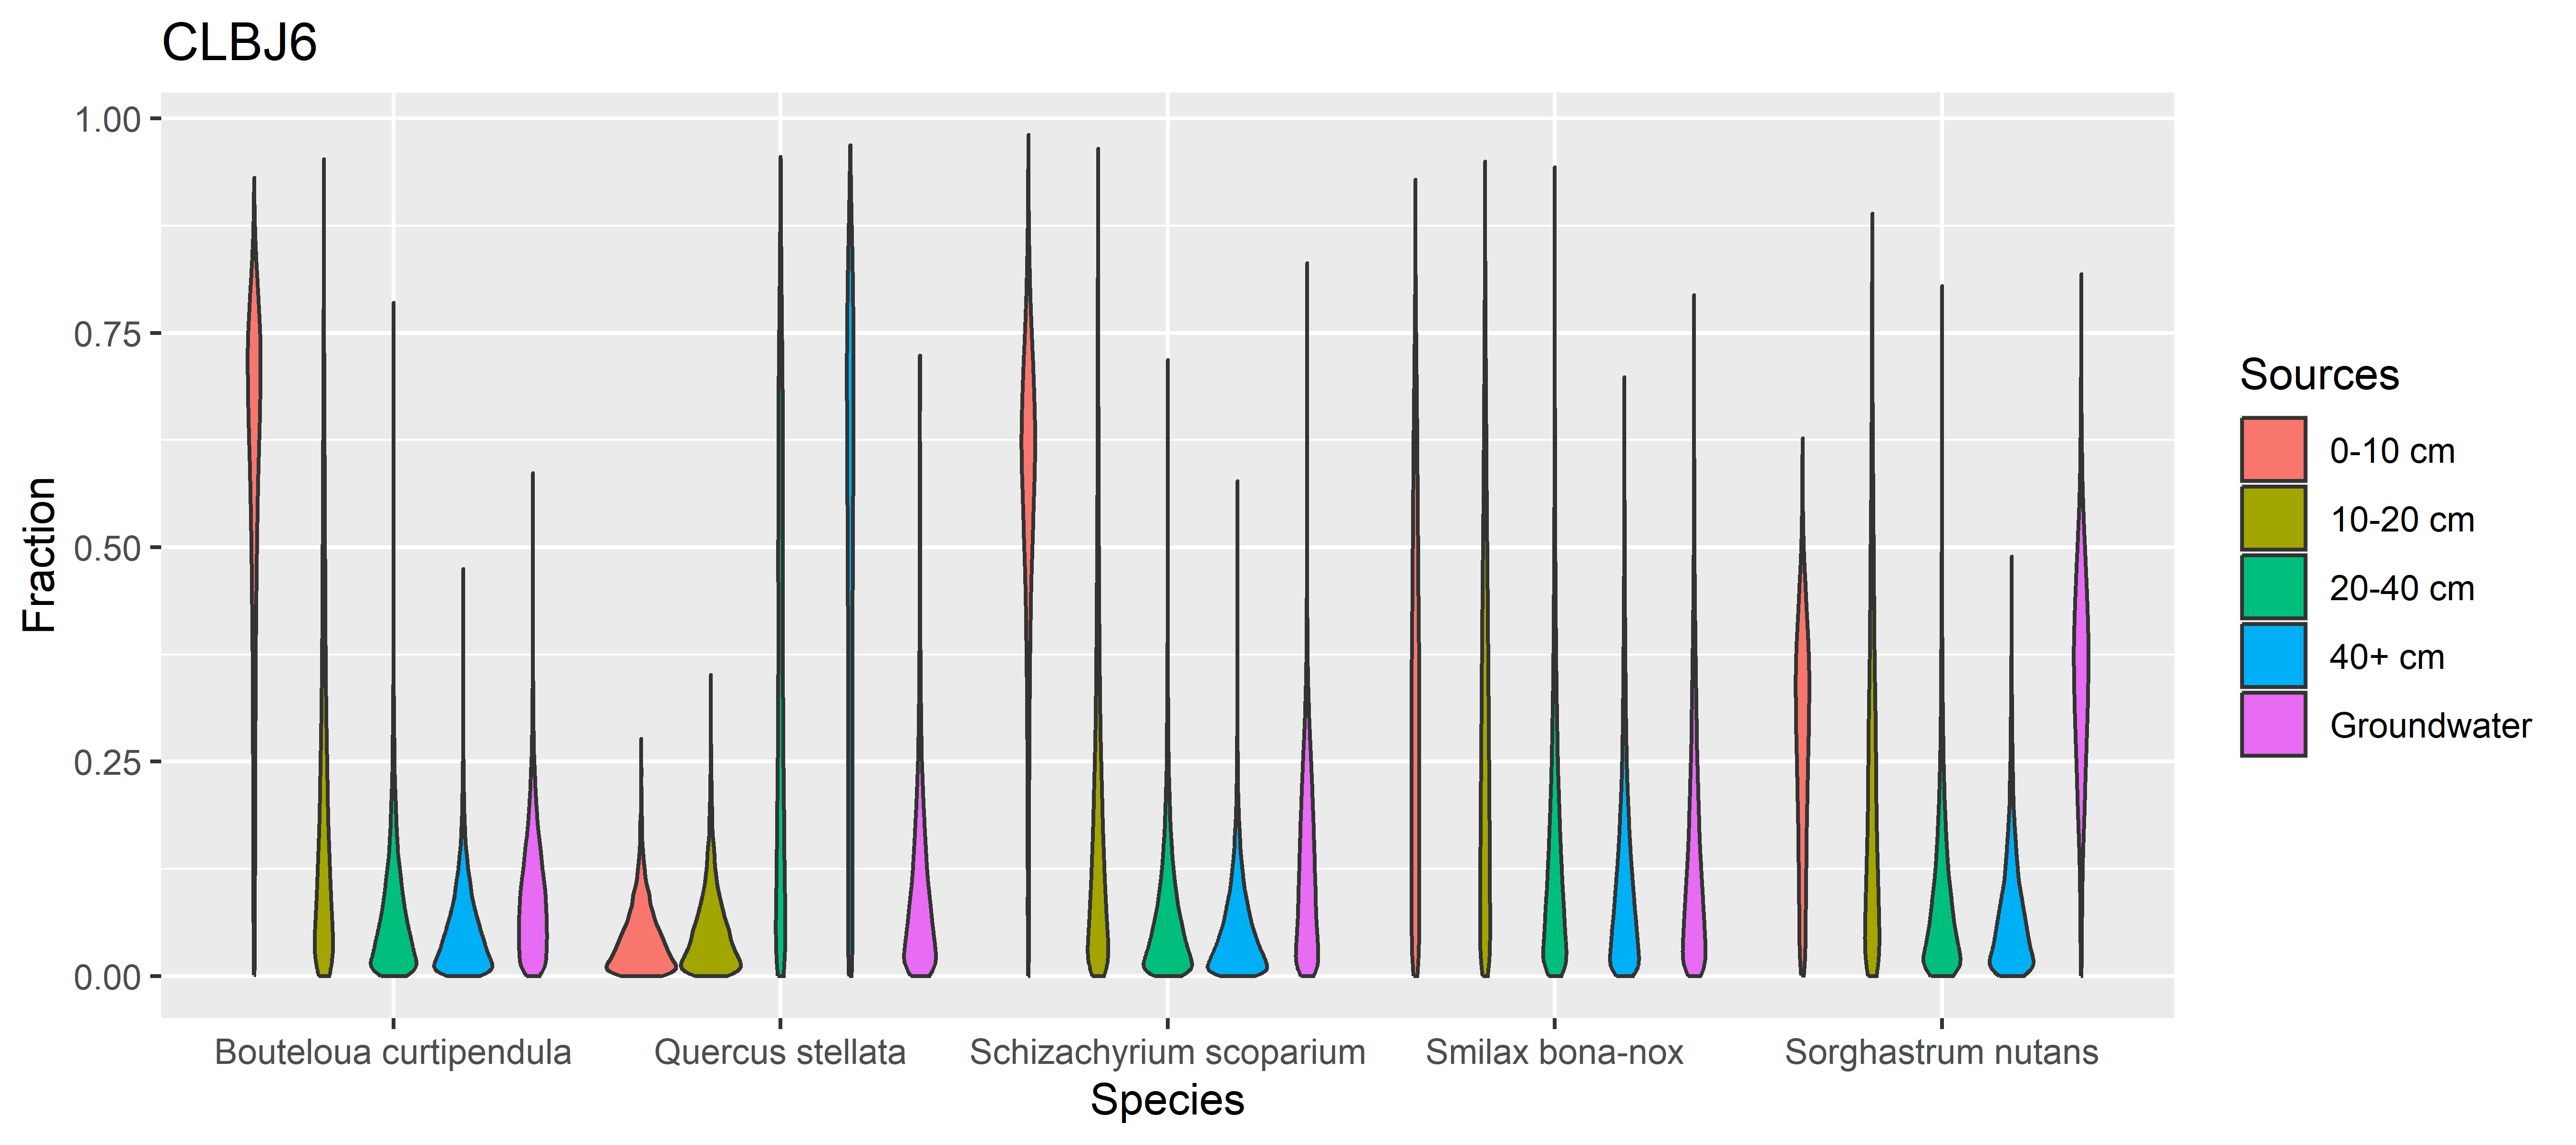 CLBJ6
1.00
0.75
0.50
0.25
0.00
Fraction
Bouteloua curtipendula
Quercus stellata
Schizachyrium scoparium
Smilax bona-nox
Sorghastrum nutans
Species
Sources
0-10 cm
10-20 cm
20-40 cm
40+ cm
Groundwater